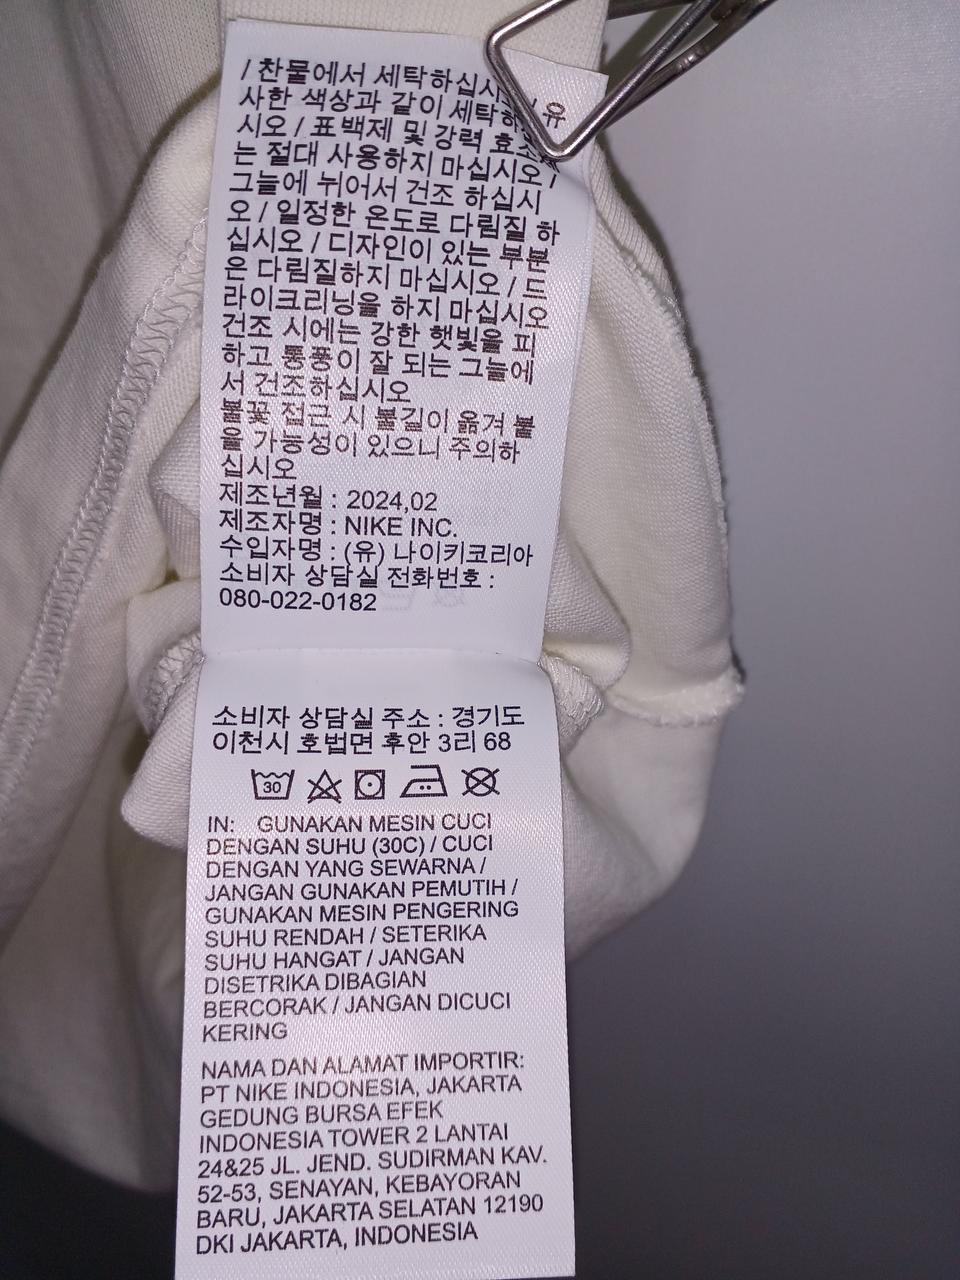 / 찬물에서 세탁하십시오 / 유
사한 색상과 같이 세탁하
시오 / 표백제 및 강력 효소
는 절대 사용하지 마십시오 /
그늘에 뉘어서 건조 하십시
오 / 일정한 온도로 다림질 하
십시오 / 디자인이 있는 부분
은 다림질하지 마십시오 / 드
라이크리닝을 하지 마십시오
건조 시에는 강한 햇빛을 피
하고 통풍이 잘 되는 그늘에
서 건조하십시오
불꽃 접근 시 불길이 옮겨 붙
을 가능성이 있으니 주의하
십시오
제조년월 : 2024,02
제조자명 : NIKE INC.
수입자명 : (유) 나이키코리아
소비자 상담실 전화번호 :
080-022-0182
소비자 상담실 주소 : 경기도
이천시 호법면 후안 3리 68
30
IN: GUNAKAN MESIN CUCI
DENGAN SUHU (30C) / CUCI
DENGAN YANG SEWARNA /
JANGAN GUNAKAN PEMUTIH /
GUNAKAN MESIN PENGERING
SUHU RENDAH / SETERIKA
SUHU HANGAT / JANGAN
DISETRIKA DIBAGIAN
BERCORAK / JANGAN DICUCI
KERING
NAMA DAN ALAMAT IMPORTIR:
PT NIKE INDONESIA, JAKARTA
GEDUNG BURSA EFEK
INDONESIA TOWER 2 LANTAI
24&25 JL. JEND. SUDIRMAN KAV.
52-53, SENAYAN, KEBAYORAN
BARU, JAKARTA SELATAN 12190
DKI JAKARTA, INDONESIA